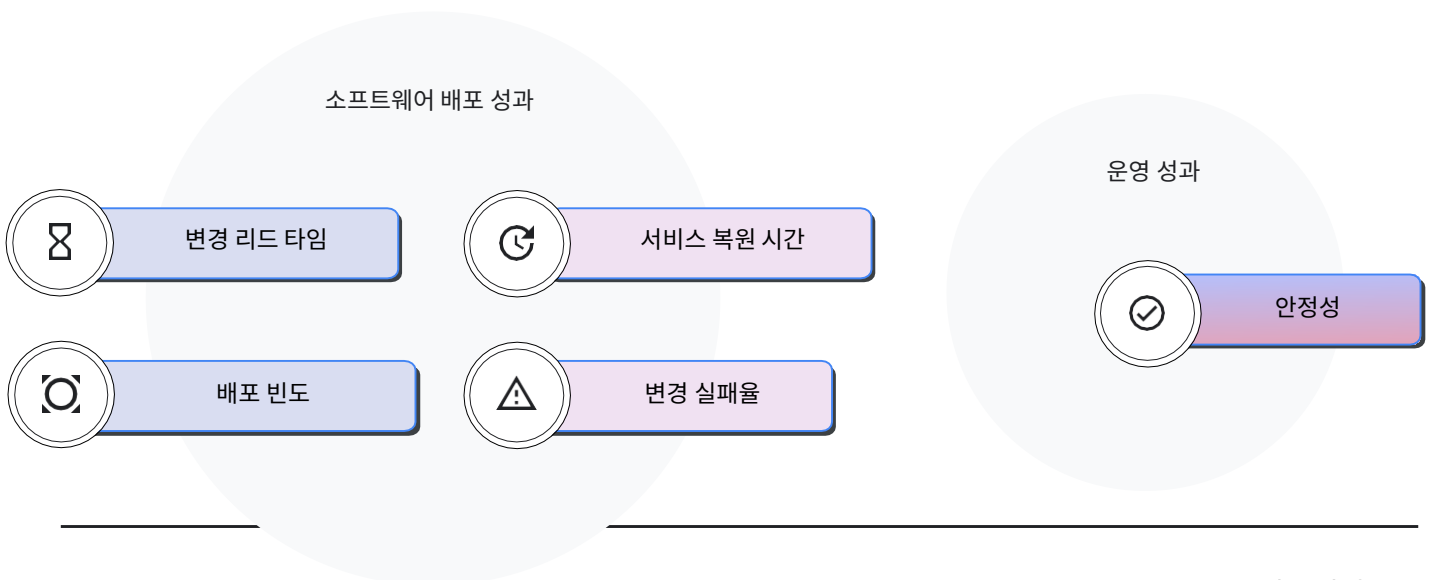 소프트웨어 배포 성과
변경 리드 타임
서비스 복원 시간
배포 빈도
변경 실패율
운영 성과
안정성